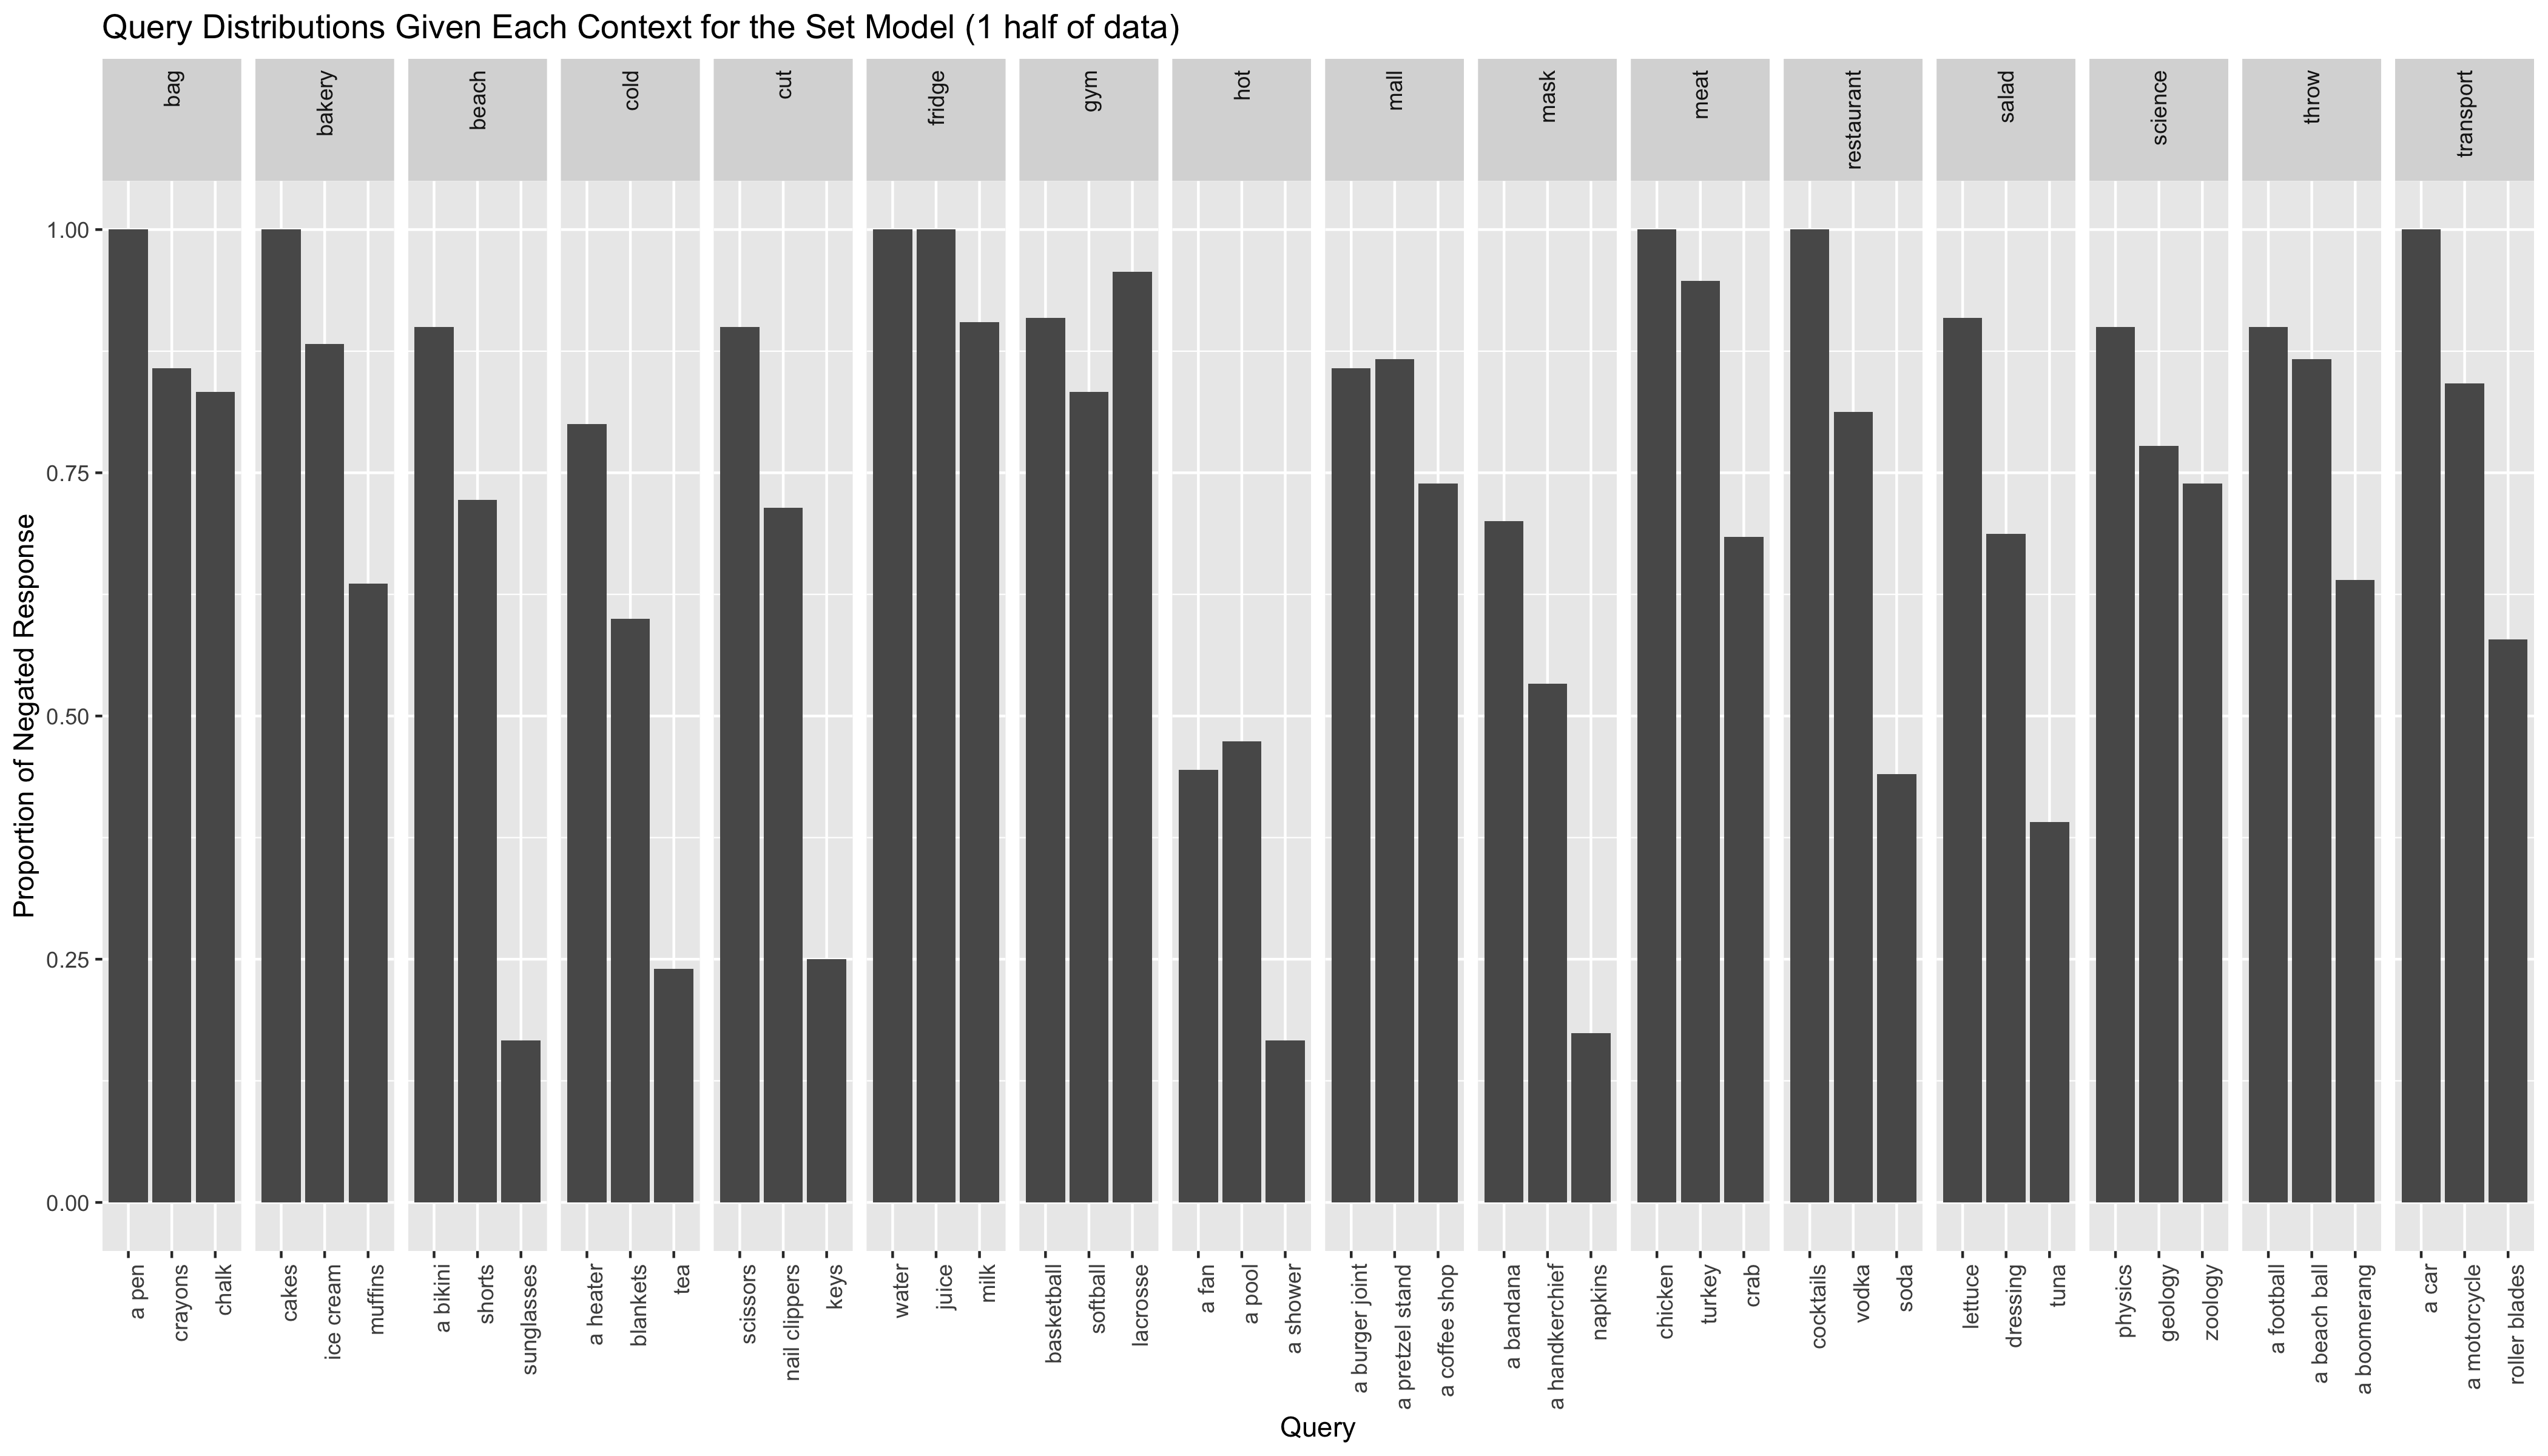 Query Distributions Given Each Context for the Set Model (1 half of data)
bag
bakery
beach
cold
cut
fridge
gym
hot
mall
mask
meat
restaurant
salad
science
throw
transport
Proportion of Negated Response
1.00
0.75
0.50
0.25
0.00
a pen
crayons
chalk
cakes
ice cream
muffins
a bikini
shorts
sunglasses
a heater
blankets
tea
scissors
nail clippers
keys
water
juice
milk
basketball
softball
lacrosse
a fan
a pool
a shower
a burger joint
a pretzel stand
a coffee shop
a bandana
a handkerchief
napkins
chicken
turkey
crab
cocktails
vodka
soda
lettuce
dressing
tuna
physics
geology
zoology
a football
a beach ball
a boomerang
a car
a motorcycle
roller blades
Query